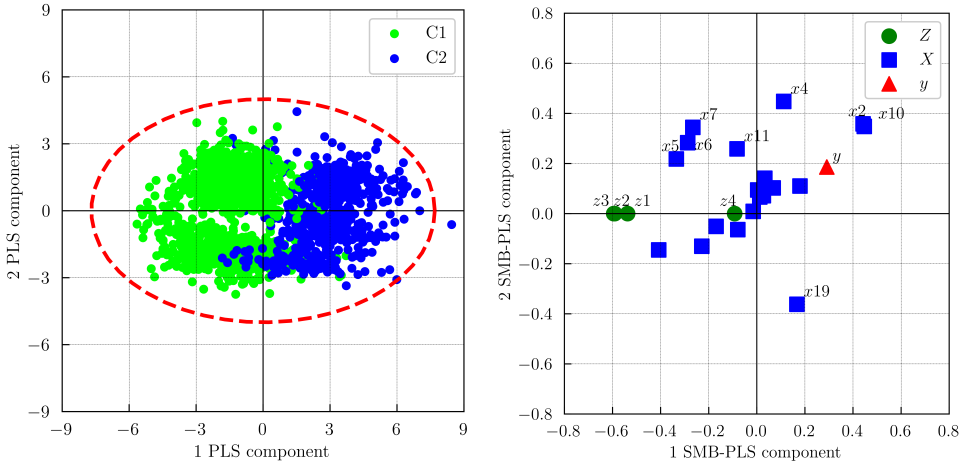 9
6
3
0
−3
−6
−9
−9
−6
−3
0
3
6
9
2 PLS component
1 PLS component
C1
C2
0.8
0.6
0.4
0.2
0.0
−0.2
−0.4
−0.6
−0.8
−0.8
−0.6
−0.4
−0.2
0.0
0.2
0.4
0.6
0.8
2 SMB-PLS component
1 SMB-PLS component
Z
X
y
x4
x7
x2
x10
x11
x5
x6
y
z3
z2
z1
z4
x19